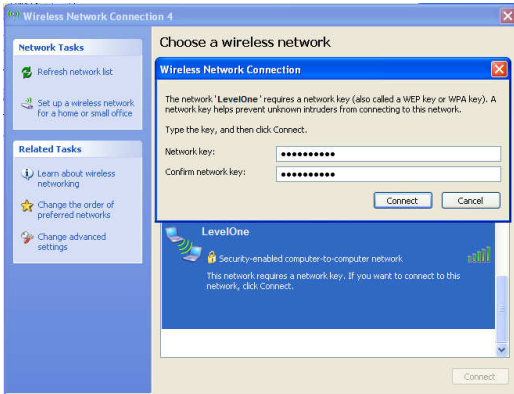 Wireless Network Connection 4
Network Tasks
Refresh network list
Set up a wireless network
for a home or small office
Related Tasks
Learn about wireless
networking
Change the order of
preferred networks
Change advanced
settings
Choose a wireless network
Wireless Network Connection
The network 'LevelOne' requires a network key (also called a WEP key or WPA key). A
network key helps prevent unknown intruders from connecting to this network.
Type the key, and then click Connect.
Network key: ••••••••••
Confirm network key: ••••••••••
Connect Cancel
LevelOne
Security-enabled computer-to-computer network
This network requires a network key. If you want to connect to this
network, click Connect.
Connect